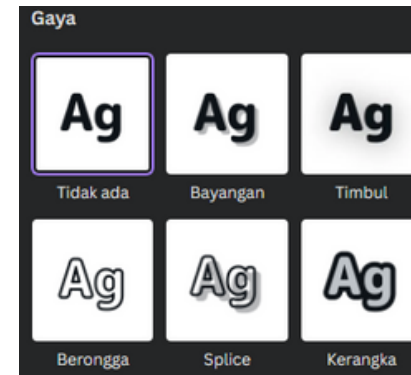 Gaya
Ag Ag Ag
Tidak ada Bayangan Timbul
Ag Ag Ag
Berongga Splice Kerangka